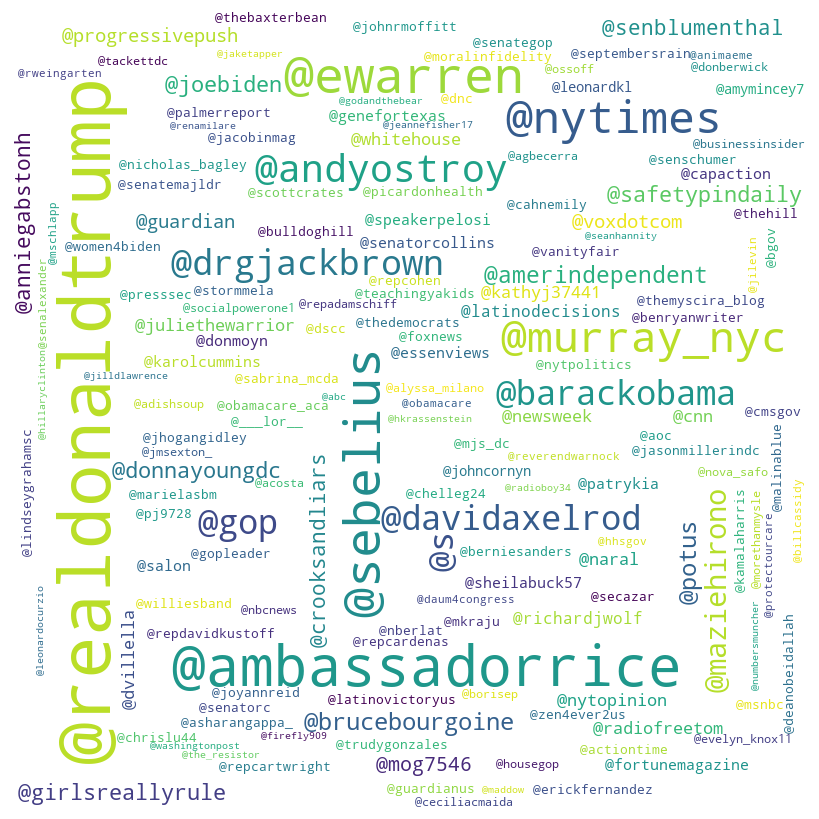 @thebaxterbean
@johnrmoffitt
@progressivepush
@senategop
@senblumenthal
@tackettdc
@jaketapper
@moralinfidelity
@septembersrain
@animaeme
@rweingarten
@joebiden
@ewarren
@ossoff
@donberwick
@leonardkl
@amymincey7
@godandthebear
@dnc
@palmerreport
@genefortexas
@nytimes
@renamilare
@jeannefisher17
@jacobinmag
@whitehouse
@agbecerra
@businessinsider
@nicholas_bagley
@andyostroy
@senschumer
@capaction
@senatemajldr
@scottcrates
@picardonhealth
@safetypindaily
@anniegabstonh
@realdonaldtrump
@mschlapp
@guardian
@speakerpelosi
@cahnemily
@voxdotcom
@thehill
@bulldoghill
@seanhannity
@women4biden
@senatorcollins
@vanityfair
@jilevin
@bgov
@drgjackbrown
@amerindependent
@stormmela
@repcohen
@kathyj37441
@presssec
@teachingyakids
@themyscira_blog
@socialpowerone1
@repadamschiff
@latinodecisions
@benryanwriter
@juliethewarrior
@dscc
@thedemocrats
@murray_nyc
@donmoyn
@foxnews
@essenviews
@karolcummins
@nytpolitics
@hillaryclinton
@senalexander
@jilldlawrence
@sabrina_mcda
@sebelius
@alyssa_milano
@barackobama
@adishsoup
@obamacare_aca
@abc
@obamacare
@___lor__
@hkrassenstein
@newsweek
@cnn
@cmsgov
@jhogangidley
@mjs_dc
@aoc
@jmsexton_
@reverendwarnock
@jasonmillerindc
@malinablue
@lindseygrahamsc
@donnayoungdc
@crooksandliars
@johncornyn
@nova_safo
@acosta
@radioboy34
@patrykia
@marielasbm
@chelleg24
@billcassidy
@pj9728
@gop
@davidaxelrod
@s
@potus
@maziehirono
@kamalaharris
@morethanmysle
@protectourcare
@hhsgov
@gopleader
@berniesanders
@naral
@salon
@sheilabuck57
@leonardocurzio
@williesband
@nbcnews
@daum4congress
@secazar
@dvillella
@repdavidkustoff
@nberlat
@mkraju
@richardjwolf
@repcardenas
@numbersmuncher
@deanobeidallah
@ambassadorrice
@joyannreid
@latinovictoryus
@borisep
@nytopinion
@msnbc
@senatorc
@asharangappa_
@brucebourgoine
@zen4ever2us
@radiofreetom
@chrislu44
@firefly909
@evelyn_knox11
@washingtonpost
@trudygonzales
@actiontime
@the_resistor
@repcartwright
@mog7546
@housegop
@fortunemagazine
@girlsreallyrule
@guardianus
@maddow
@erickfernandez
@ceciliacmaida